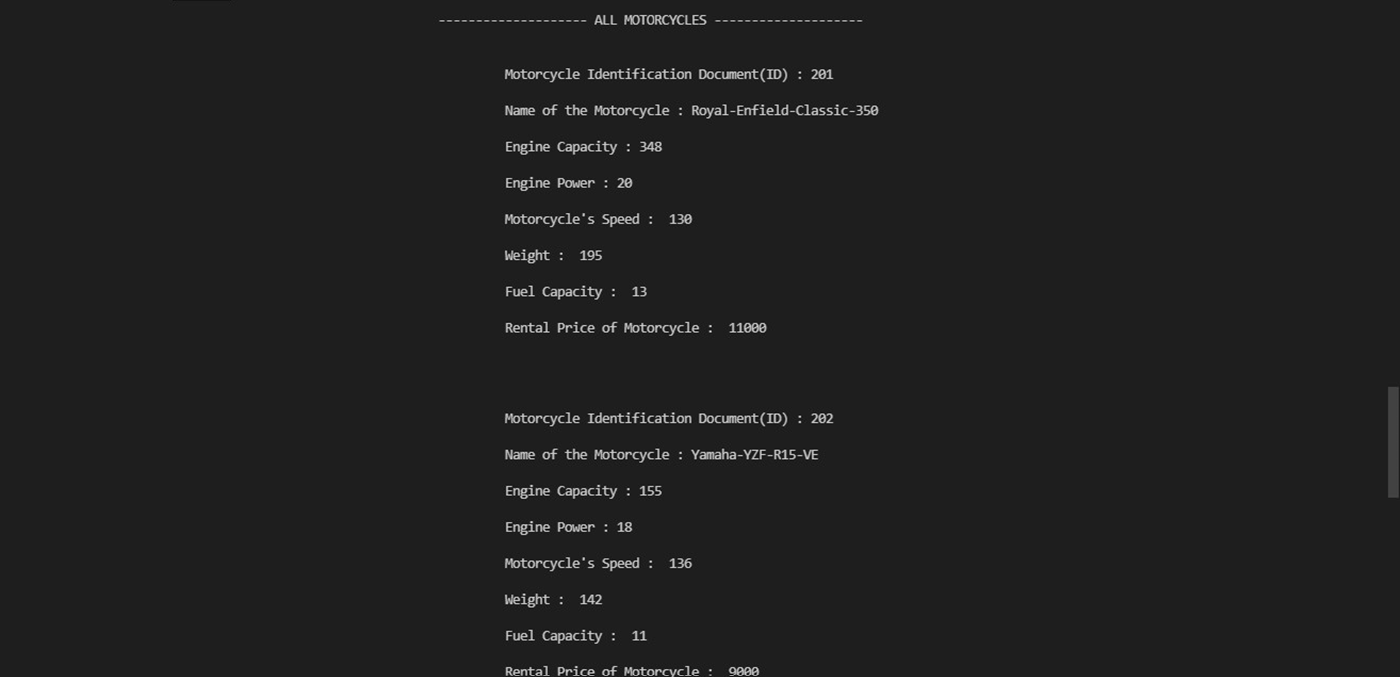 -------------------- ALL MOTORCYCLES --------------------
Motorcycle Identification Document(ID) : 201
Name of the Motorcycle : Royal-Enfield-Classic-350
Engine Capacity : 348
Engine Power : 20
Motorcycle's Speed :  130
Weight :  195
Fuel Capacity :  13
Rental Price of Motorcycle :  11000
Motorcycle Identification Document(ID) : 202
Name of the Motorcycle : Yamaha-YZF-R15-VE
Engine Capacity : 155
Engine Power : 18
Motorcycle's Speed :  136
Weight :  142
Fuel Capacity :  11
Rental Price of Motorcycle :  9000